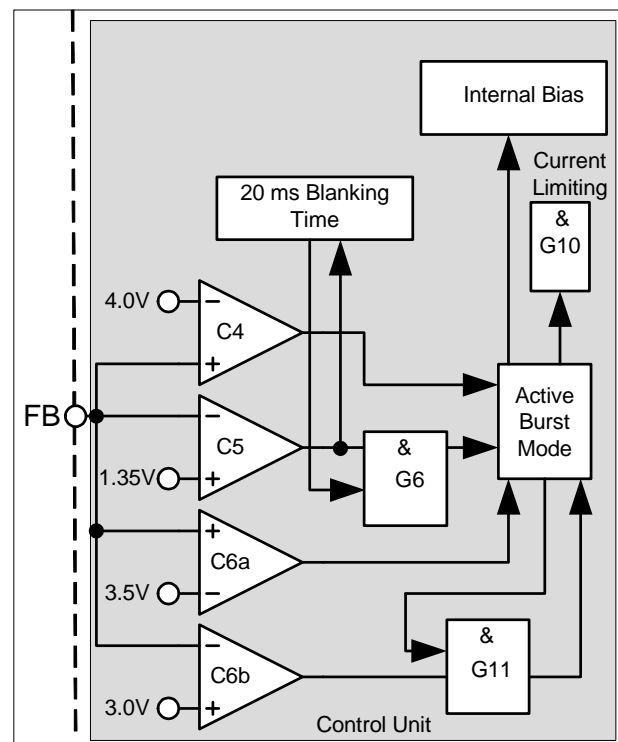 Internal Bias
Current
Limiting
20 ms Blanking
Time
&
G10
4.0V
−
C4
+
FB
−
C5
1.35V
+
&
G6
Active
Burst
Mode
+
C6a
3.5V
−
−
C6b
3.0V
+
&
G11
Control Unit